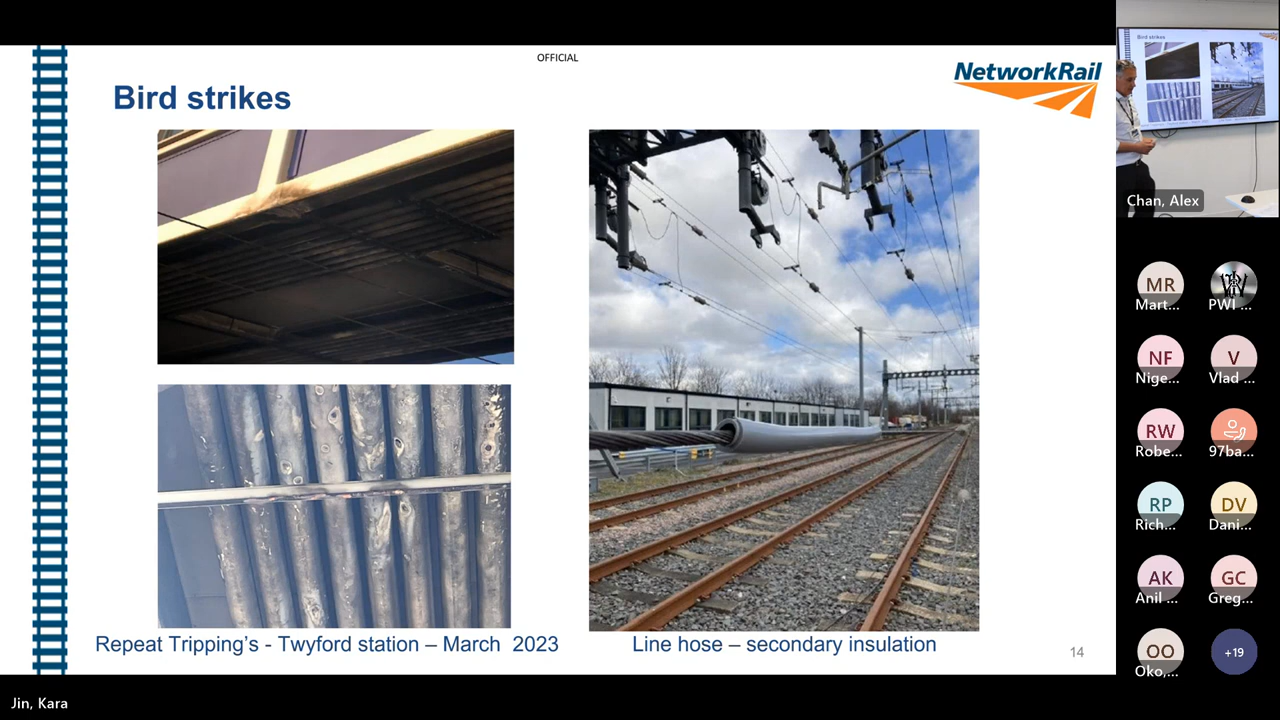 OFFICIAL
Bird strikes
NetworkRail
Repeat Tripping’s - Twyford station – March 2023
Line hose – secondary insulation
14
Bird strikes
Chan, Alex
MR
Mart...
PWI ...
NF
Nige...
V
Vlad ...
RW
Robe...
97ba...
RP
Rich...
DV
Dani...
AK
Anil ...
GC
Greg...
OO
Oko,...
+19
Jin, Kara